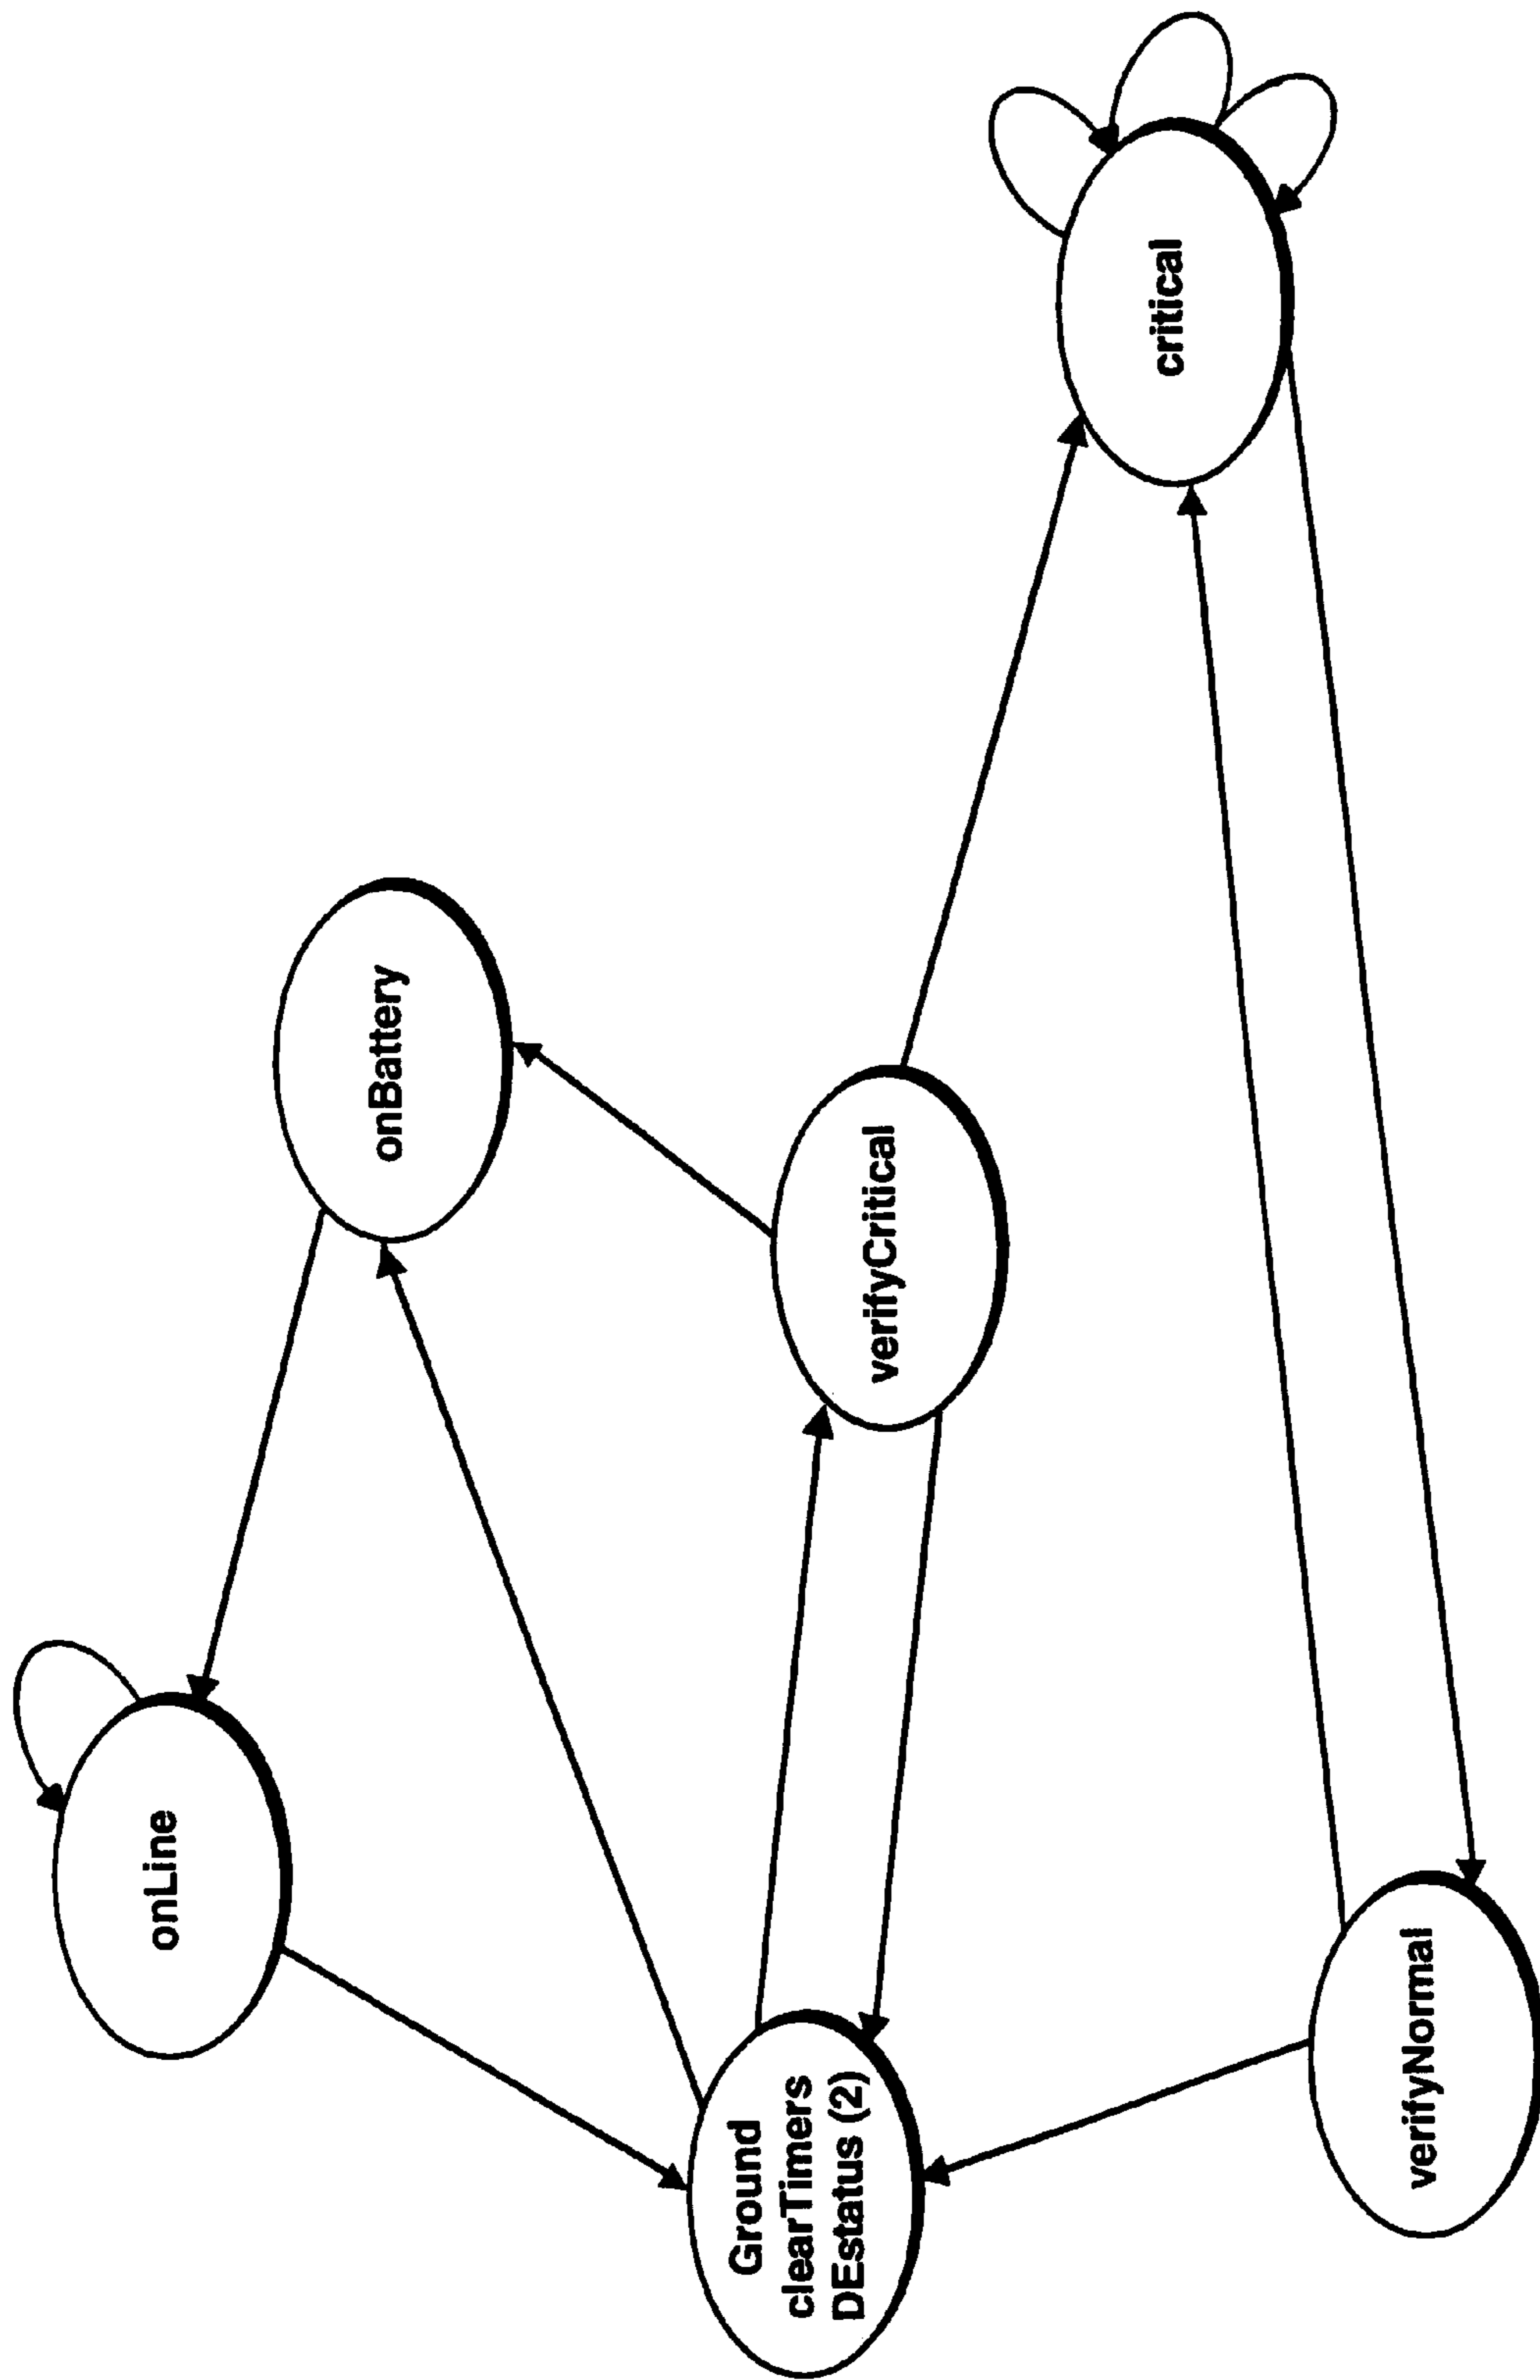 onLine
onBattery
Ground
clearTimers
DEstatus (2)
verifyCritical
verifyNormal
critical